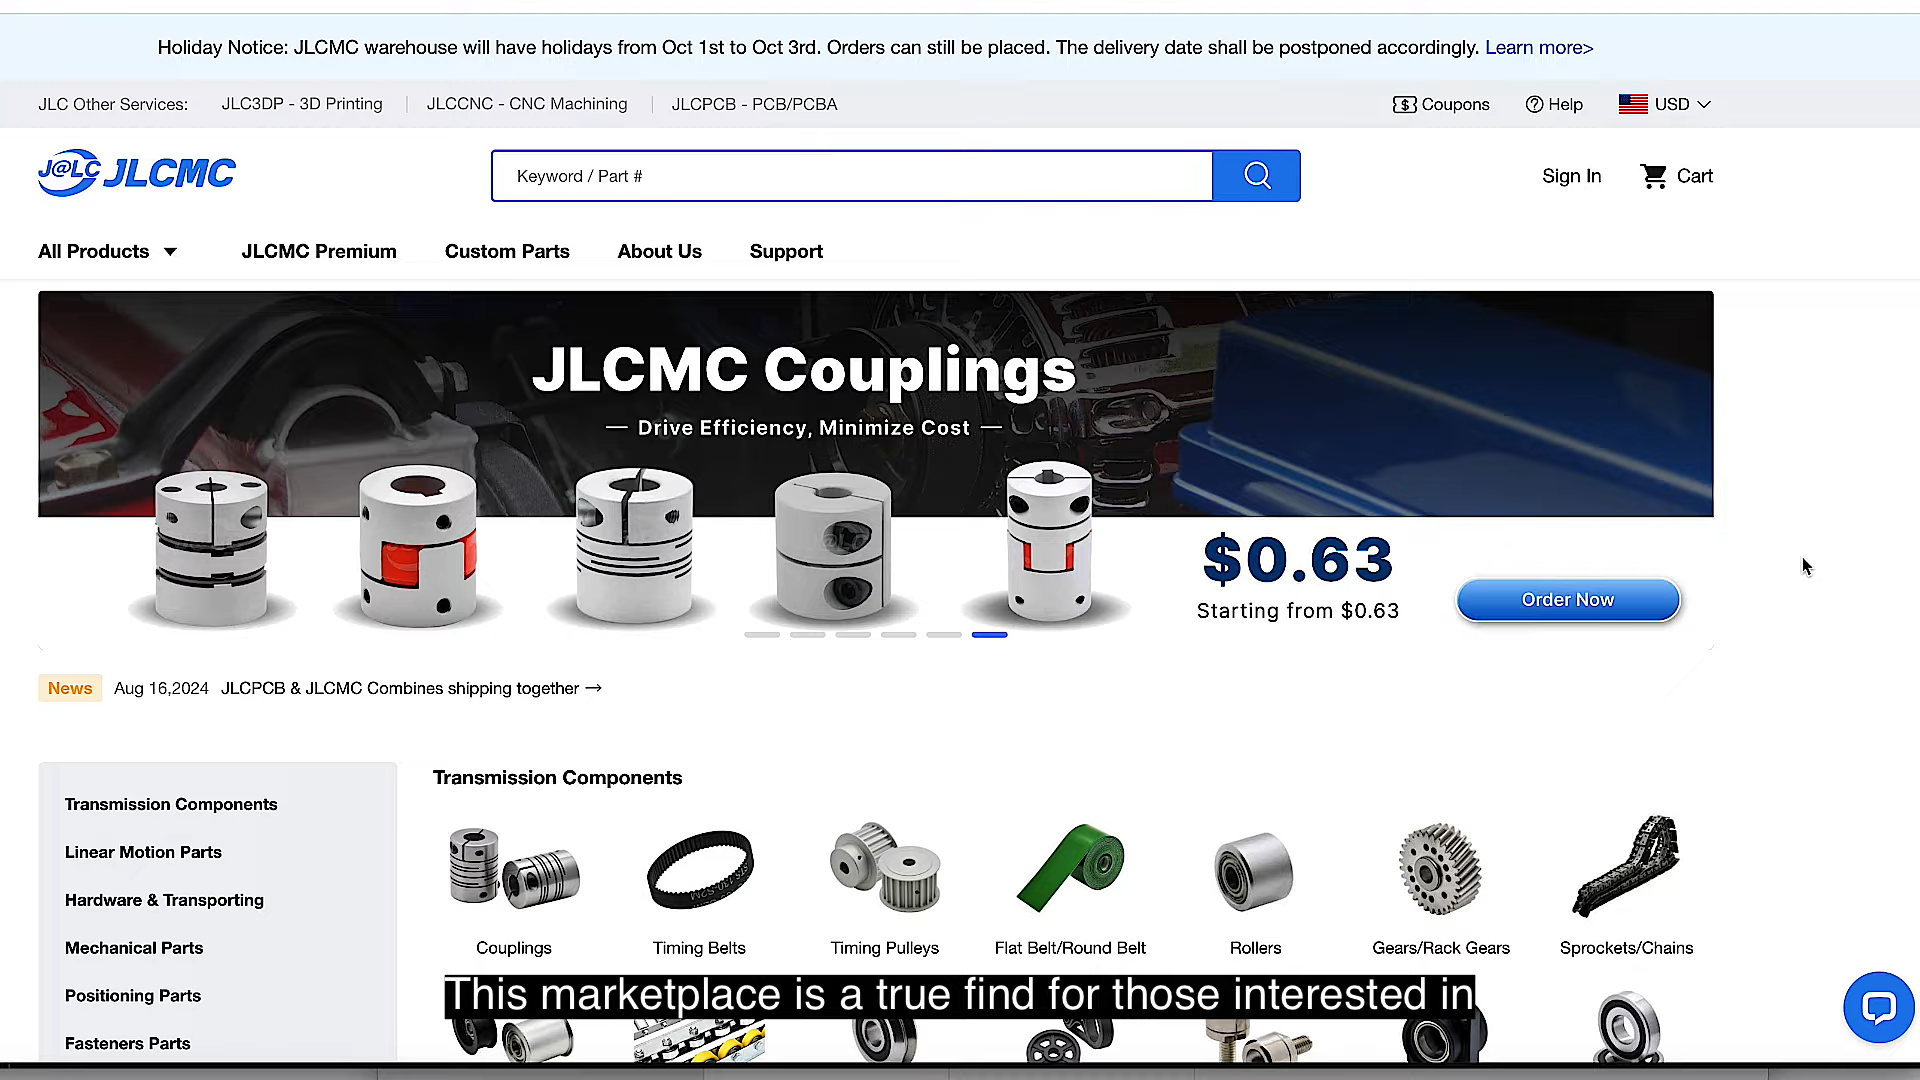 Holiday Notice: JLCMC warehouse will have holidays from Oct 1st to Oct 3rd. Orders can still be placed. The delivery date shall be postponed accordingly. Learn more>
JLC Other Services: JLC3DP - 3D Printing JLCCNC - CNC Machining JLCPCB - PCB/PCBA Coupons Help USD
J@LC JLCMC Keyword / Part # Sign In Cart
All Products JLCMC Premium Custom Parts About Us Support
JLCMC Couplings
— Drive Efficiency, Minimize Cost —
$0.63
Starting from $0.63
Order Now
News Aug 16,2024 JLCPCB & JLCMC Combines shipping together →
Transmission Components
Linear Motion Parts
Hardware & Transporting
Mechanical Parts
Positioning Parts
Fasteners Parts
Transmission Components
Couplings Timing Belts Timing Pulleys Flat Belt/Round Belt Rollers Gears/Rack Gears Sprockets/Chains
This marketplace is a true find for those interested in